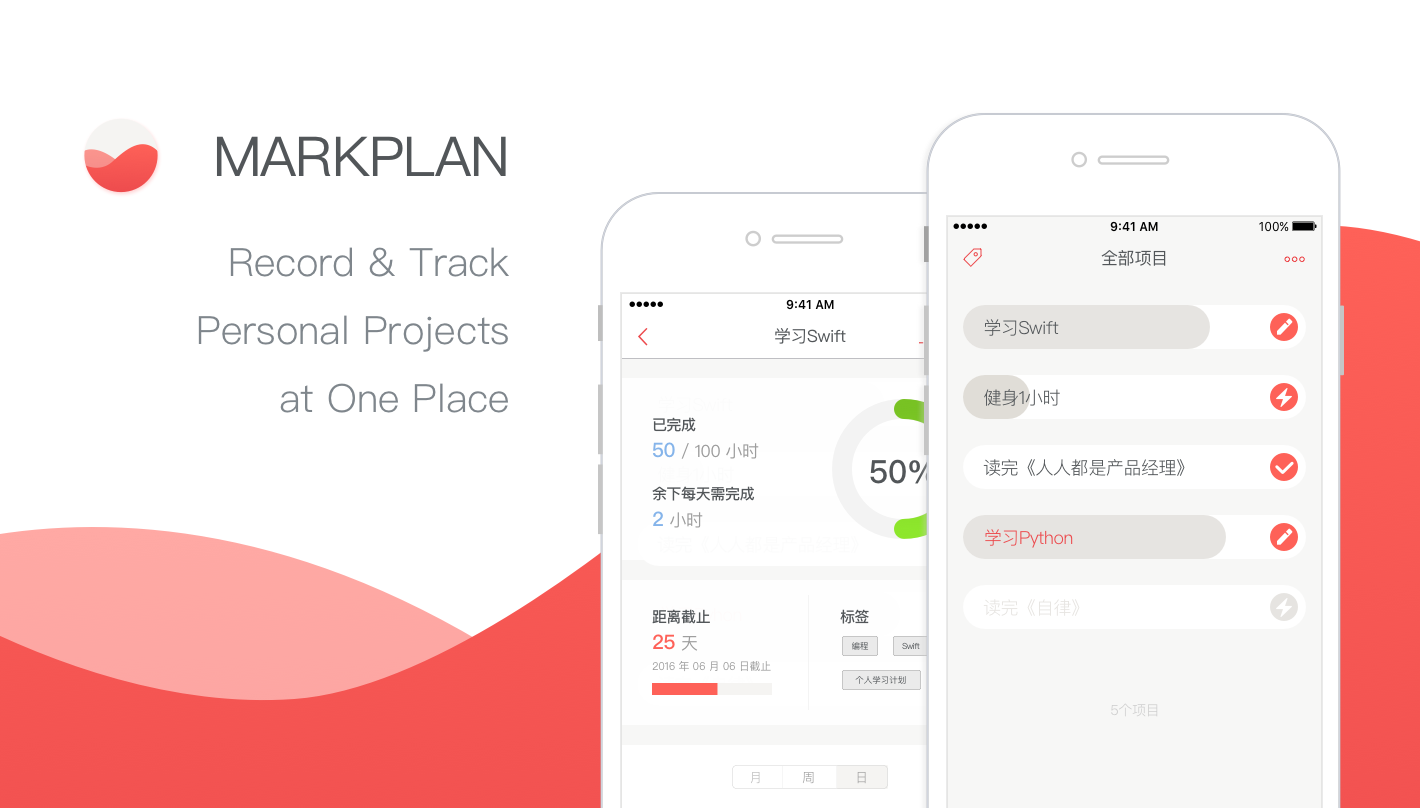 MARKPLAN
Record & Track
Personal Projects
at One Place
9:41 AM
学习Swift
已完成
50 / 100 小时
余下每天需完成
2 小时
50%
距离截止
25 天
2016 年 06 月 06 日截止
标签
编程 Swift
个人学习计划
月 周 日
9:41 AM 100%
全部项目
学习Swift
健身1小时
读完《人人都是产品经理》
学习Python
读完《自律》
5个项目